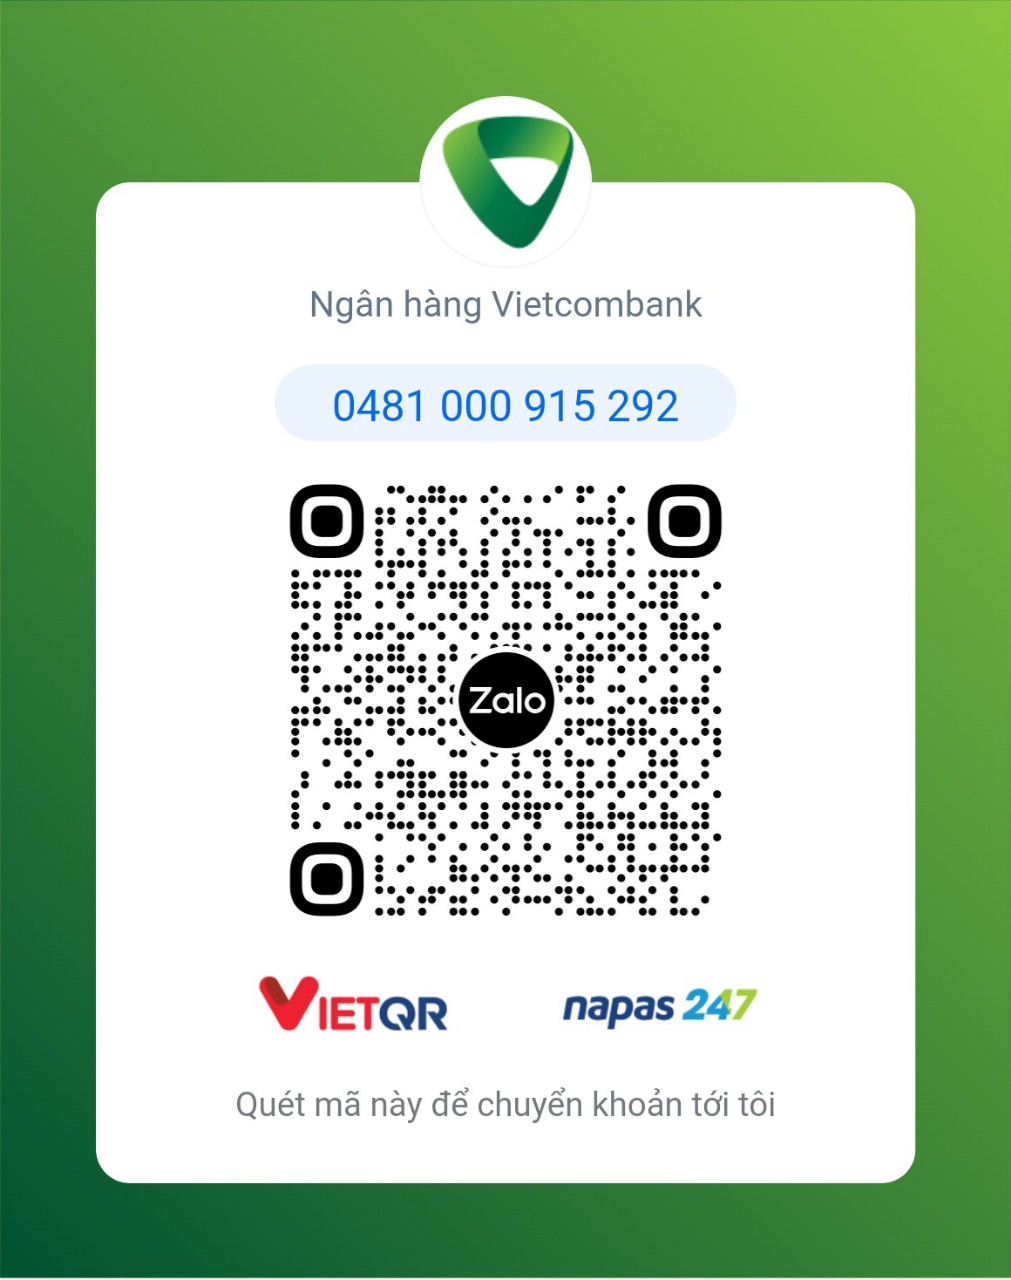 Ngân hàng Vietcombank
0481 000 915 292
Zalo
VIETQR
napas 247
Quét mã này để chuyển khoản tới tôi